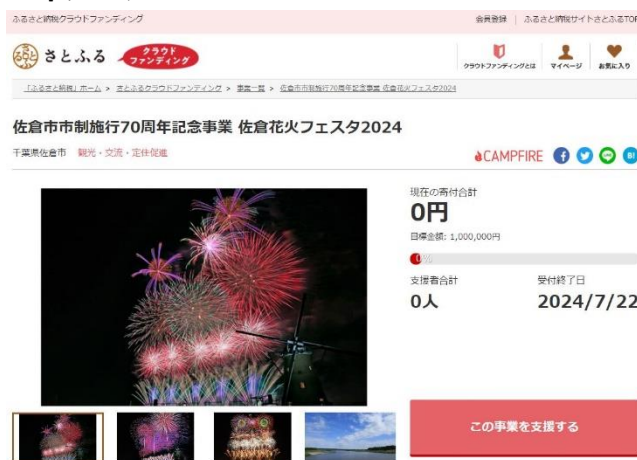 ふるさと納税クラウドファンディング
会員登録 ふるさと納税サイトさとふるTOP
さとふる クラウドファンディング
クラウドファンディングとは マイページ お気に入り
「ふるさと納税」ホーム > さとふるクラウドファンディング > 事業一覧 > 佐倉市市制施行70周年記念事業 佐倉花火フェスタ2024
佐倉市市制施行70周年記念事業 佐倉花火フェスタ2024
千葉県佐倉市 観光・交流・定住促進
CAMPFIRE
現在の寄付合計
0円
目標金額: 1,000,000円
0%
支援者合計 受付終了日
0人 2024/7/22
この事業を支援する